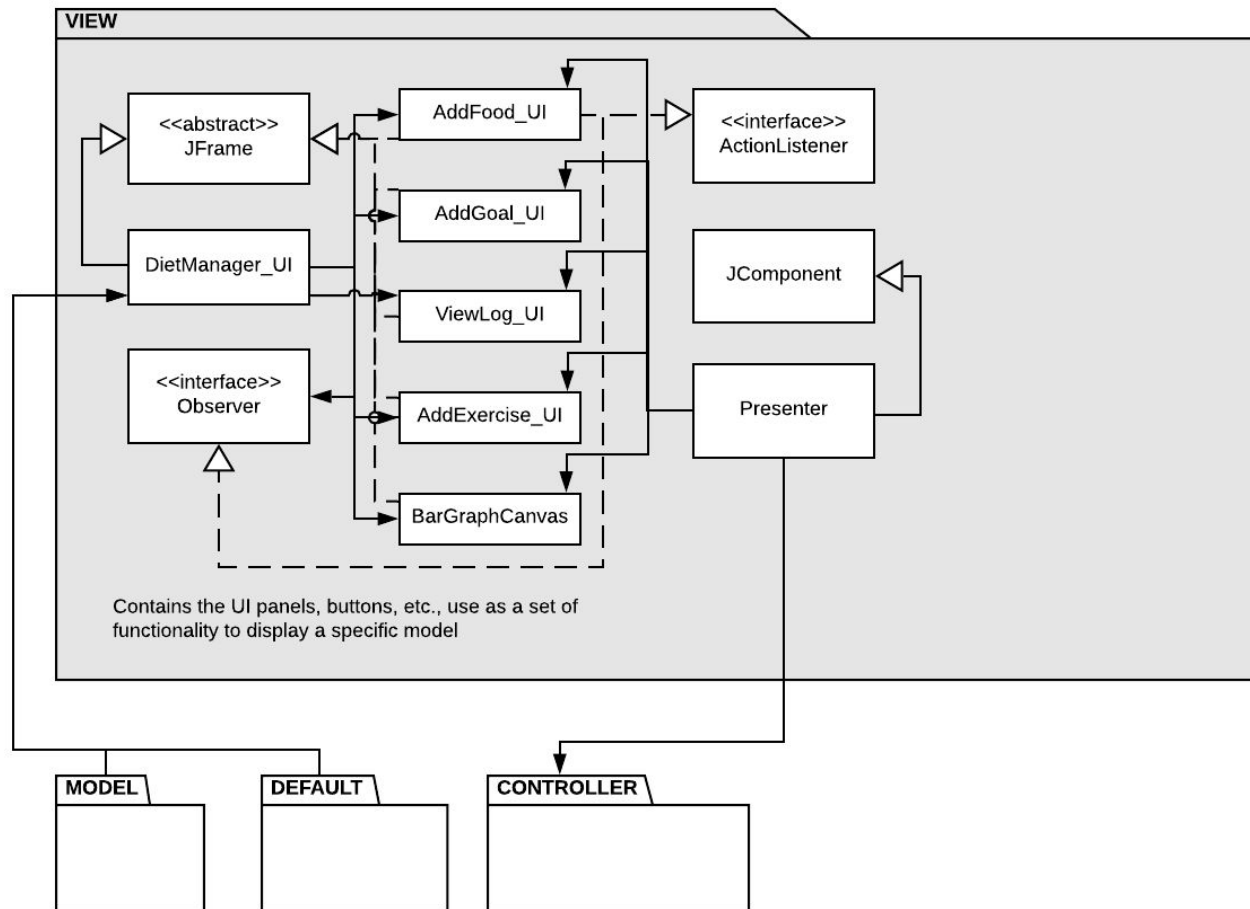 VIEW
<<abstract>>
JFrame
AddFood_UI
<<interface>>
ActionListener
AddGoal_UI
DietManager_UI
JComponent
ViewLog_UI
<<interface>>
Observer
AddExercise_UI
Presenter
BarGraphCanvas
Contains the UI panels, buttons, etc., use as a set of
functionality to display a specific model
MODEL
DEFAULT
CONTROLLER